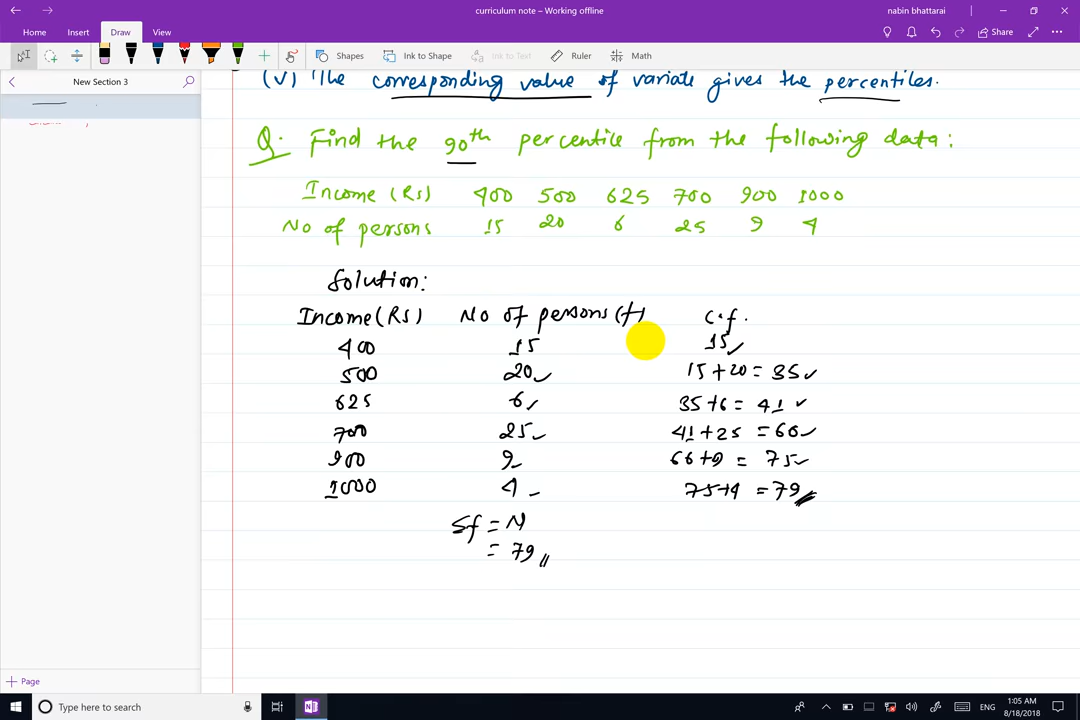 curriculum note – Working offline
nabin bhattarai
Home Insert Draw View
Share
Shapes Ink to Shape Ink to Text Ruler Math
New Section 3
(v) The corresponding value of variate gives the percentiles.
Q. Find the 90th percentile from the following data:
Income (Rs) 400 500 625 700 900 1000
No of persons 15 20 6 25 9 4
Solution:
Income (Rs) No of persons (f) c.f.
400 15 15
500 20 15+20 = 35
625 6 35+6 = 41
700 25 41+25 = 66
900 9 66+9 = 75
1000 4 75+4 = 79
Σf = N
= 79
+ Page
Type here to search
ENG
1:05 AM
8/18/2018